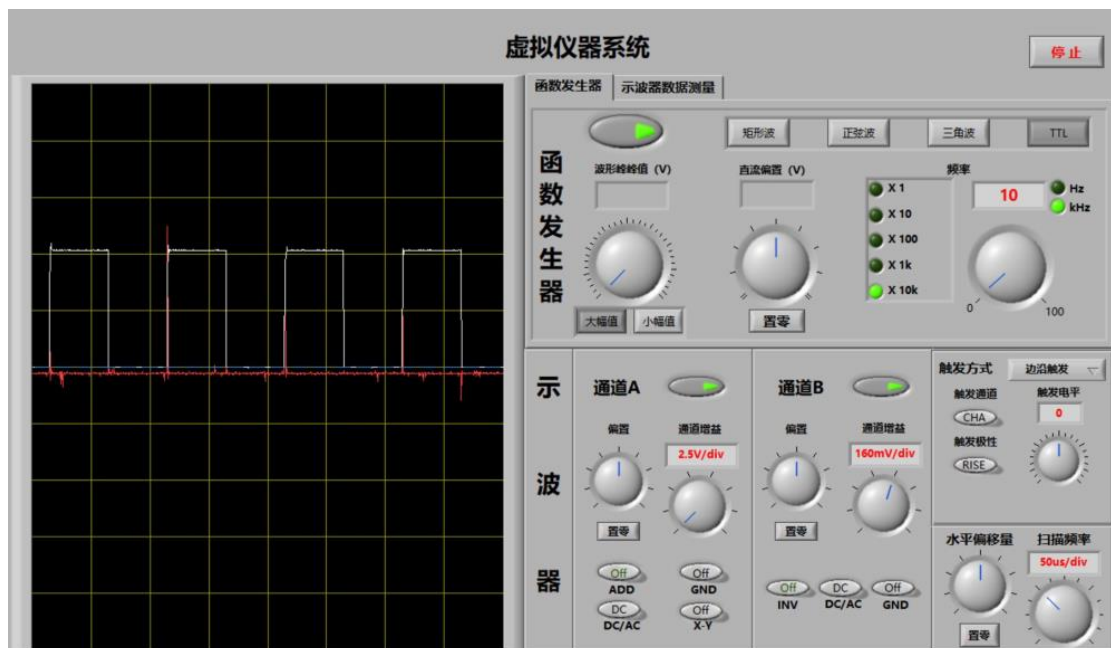 虚拟仪器系统
停止
函数发生器 示波器数据测量
函数发生器
矩形波 正弦波 三角波 TTL
波形峰峰值 (V)
直流偏置 (V)
频率
X 1
X 10
X 100
X 1k
X 10k
10
Hz
kHz
0
100
大幅值 小幅值
置零
示波器
通道A
偏置
通道增益
2.5V/div
置零
Off
ADD
Off
GND
DC
DC/AC
Off
X-Y
通道B
偏置
通道增益
160mV/div
置零
Off
INV
DC
DC/AC
Off
GND
触发方式 边沿触发
触发通道
CHA
触发电平
0
触发极性
RISE
水平偏移量
置零
扫描频率
50us/div